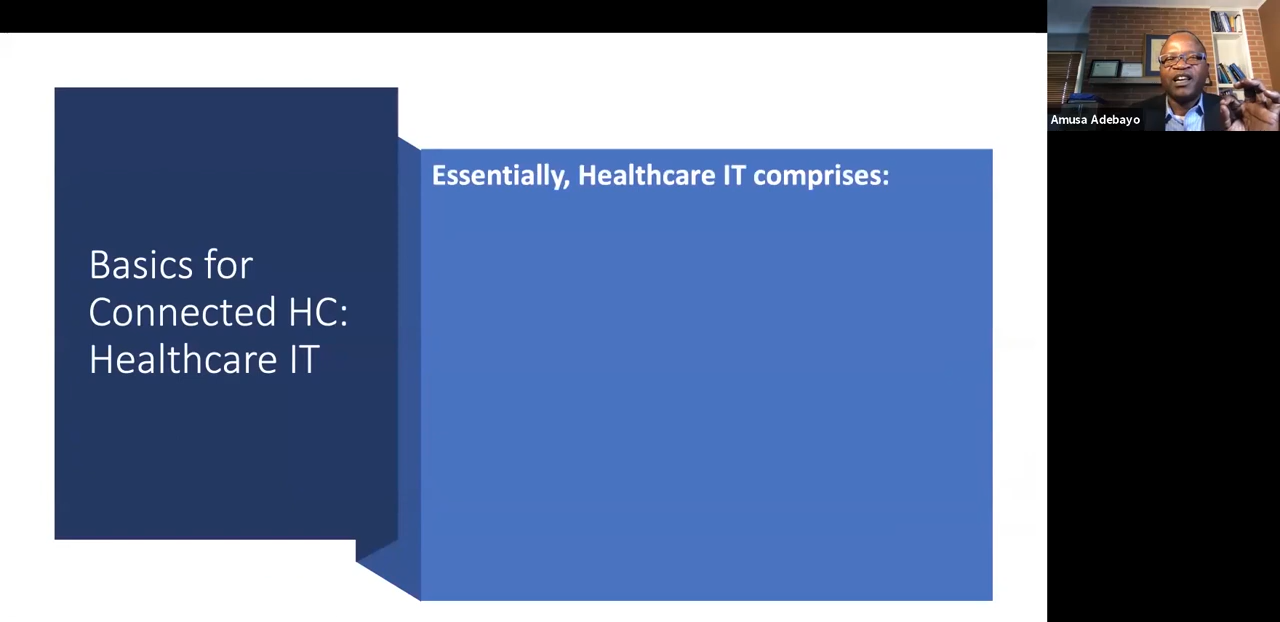 Basics for
Connected HC:
Healthcare IT
Essentially, Healthcare IT comprises:
Amusa Adebayo